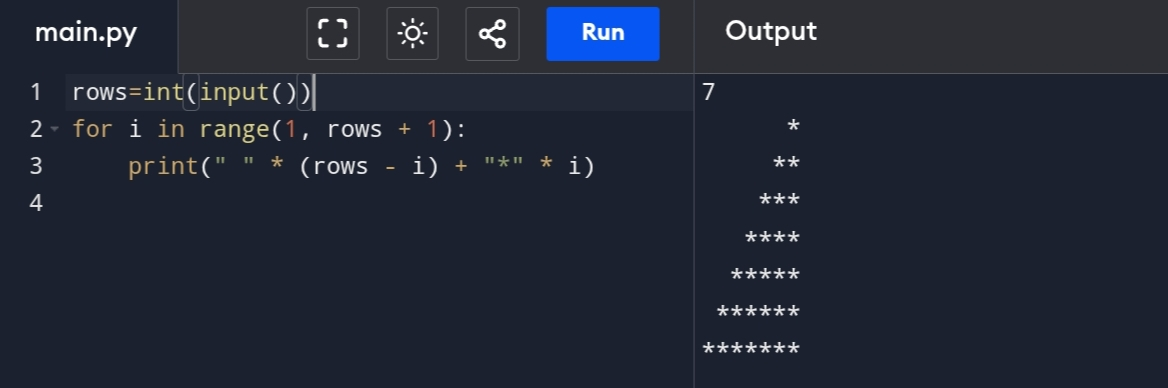 main.py
Run
Output
1 rows=int(input())
2 for i in range(1, rows + 1):
3     print(" " * (rows - i) + "*" * i)
4
7
      *
     **
    ***
   ****
  *****
 ******
*******